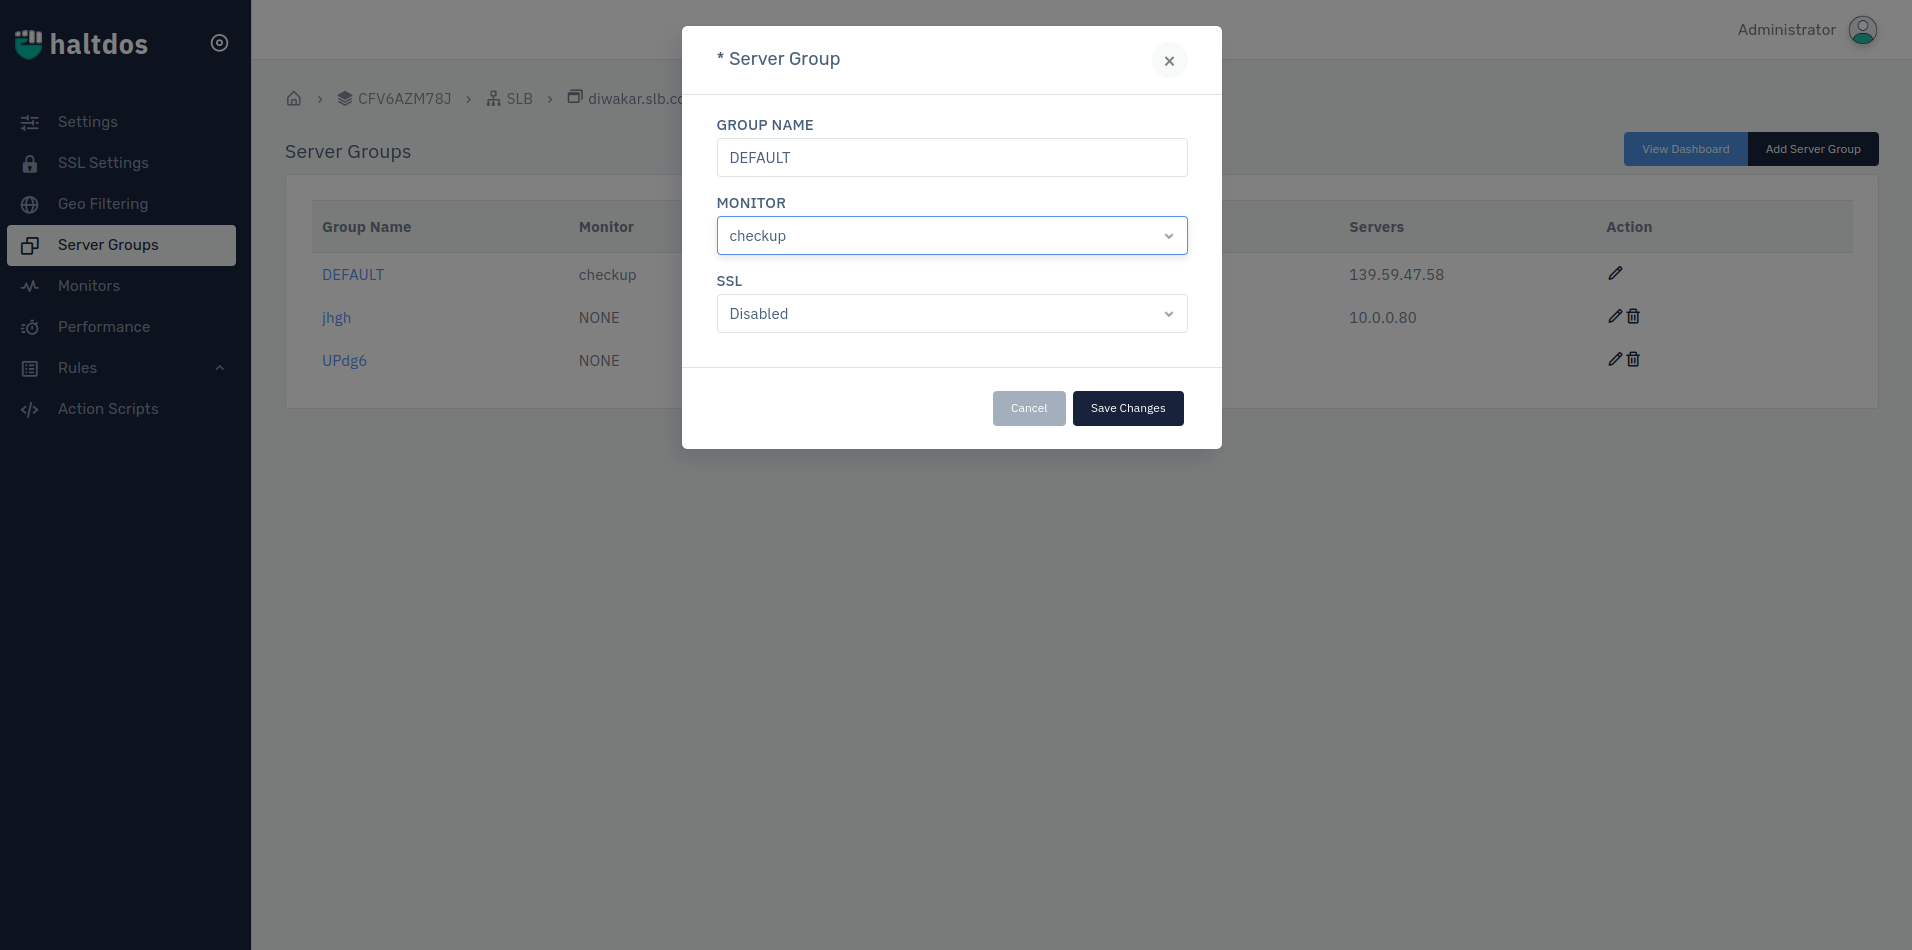 haltdos
Settings
SSL Settings
Geo Filtering
Server Groups
Monitors
Performance
Rules
Action Scripts
Administrator
CFV6AZM78J > SLB > diwakar.slb.co
Server Groups
View Dashboard
Add Server Group
Group Name Monitor Servers Action
DEFAULT checkup 139.59.47.58
jhgh NONE 10.0.0.80
UPdg6 NONE
* Server Group
×
GROUP NAME
DEFAULT
MONITOR
checkup
SSL
Disabled
Cancel
Save Changes